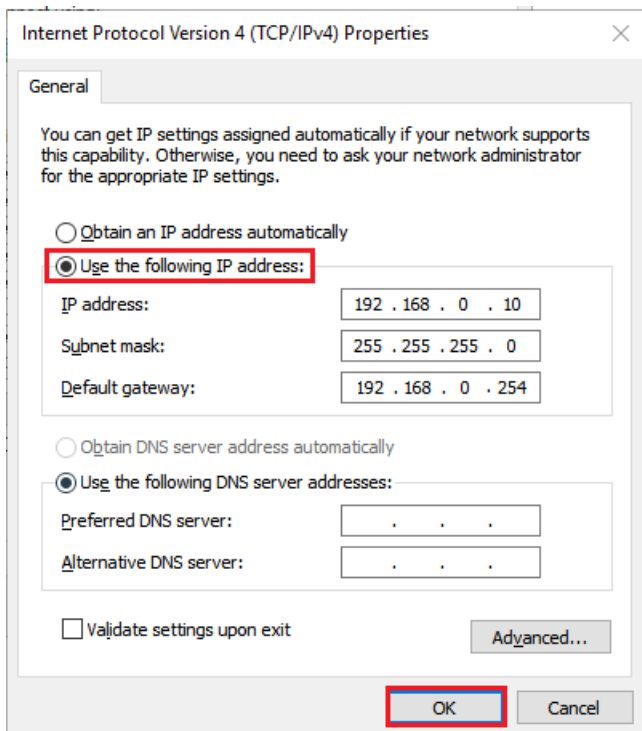 Internet Protocol Version 4 (TCP/IPv4) Properties
General
You can get IP settings assigned automatically if your network supports
this capability. Otherwise, you need to ask your network administrator
for the appropriate IP settings.
Obtain an IP address automatically
Use the following IP address:
IP address: 192 . 168 . 0 . 10
Subnet mask: 255 . 255 . 255 . 0
Default gateway: 192 . 168 . 0 . 254
Obtain DNS server address automatically
Use the following DNS server addresses:
Preferred DNS server: . . .
Alternative DNS server: . . .
Validate settings upon exit
Advanced...
OK Cancel